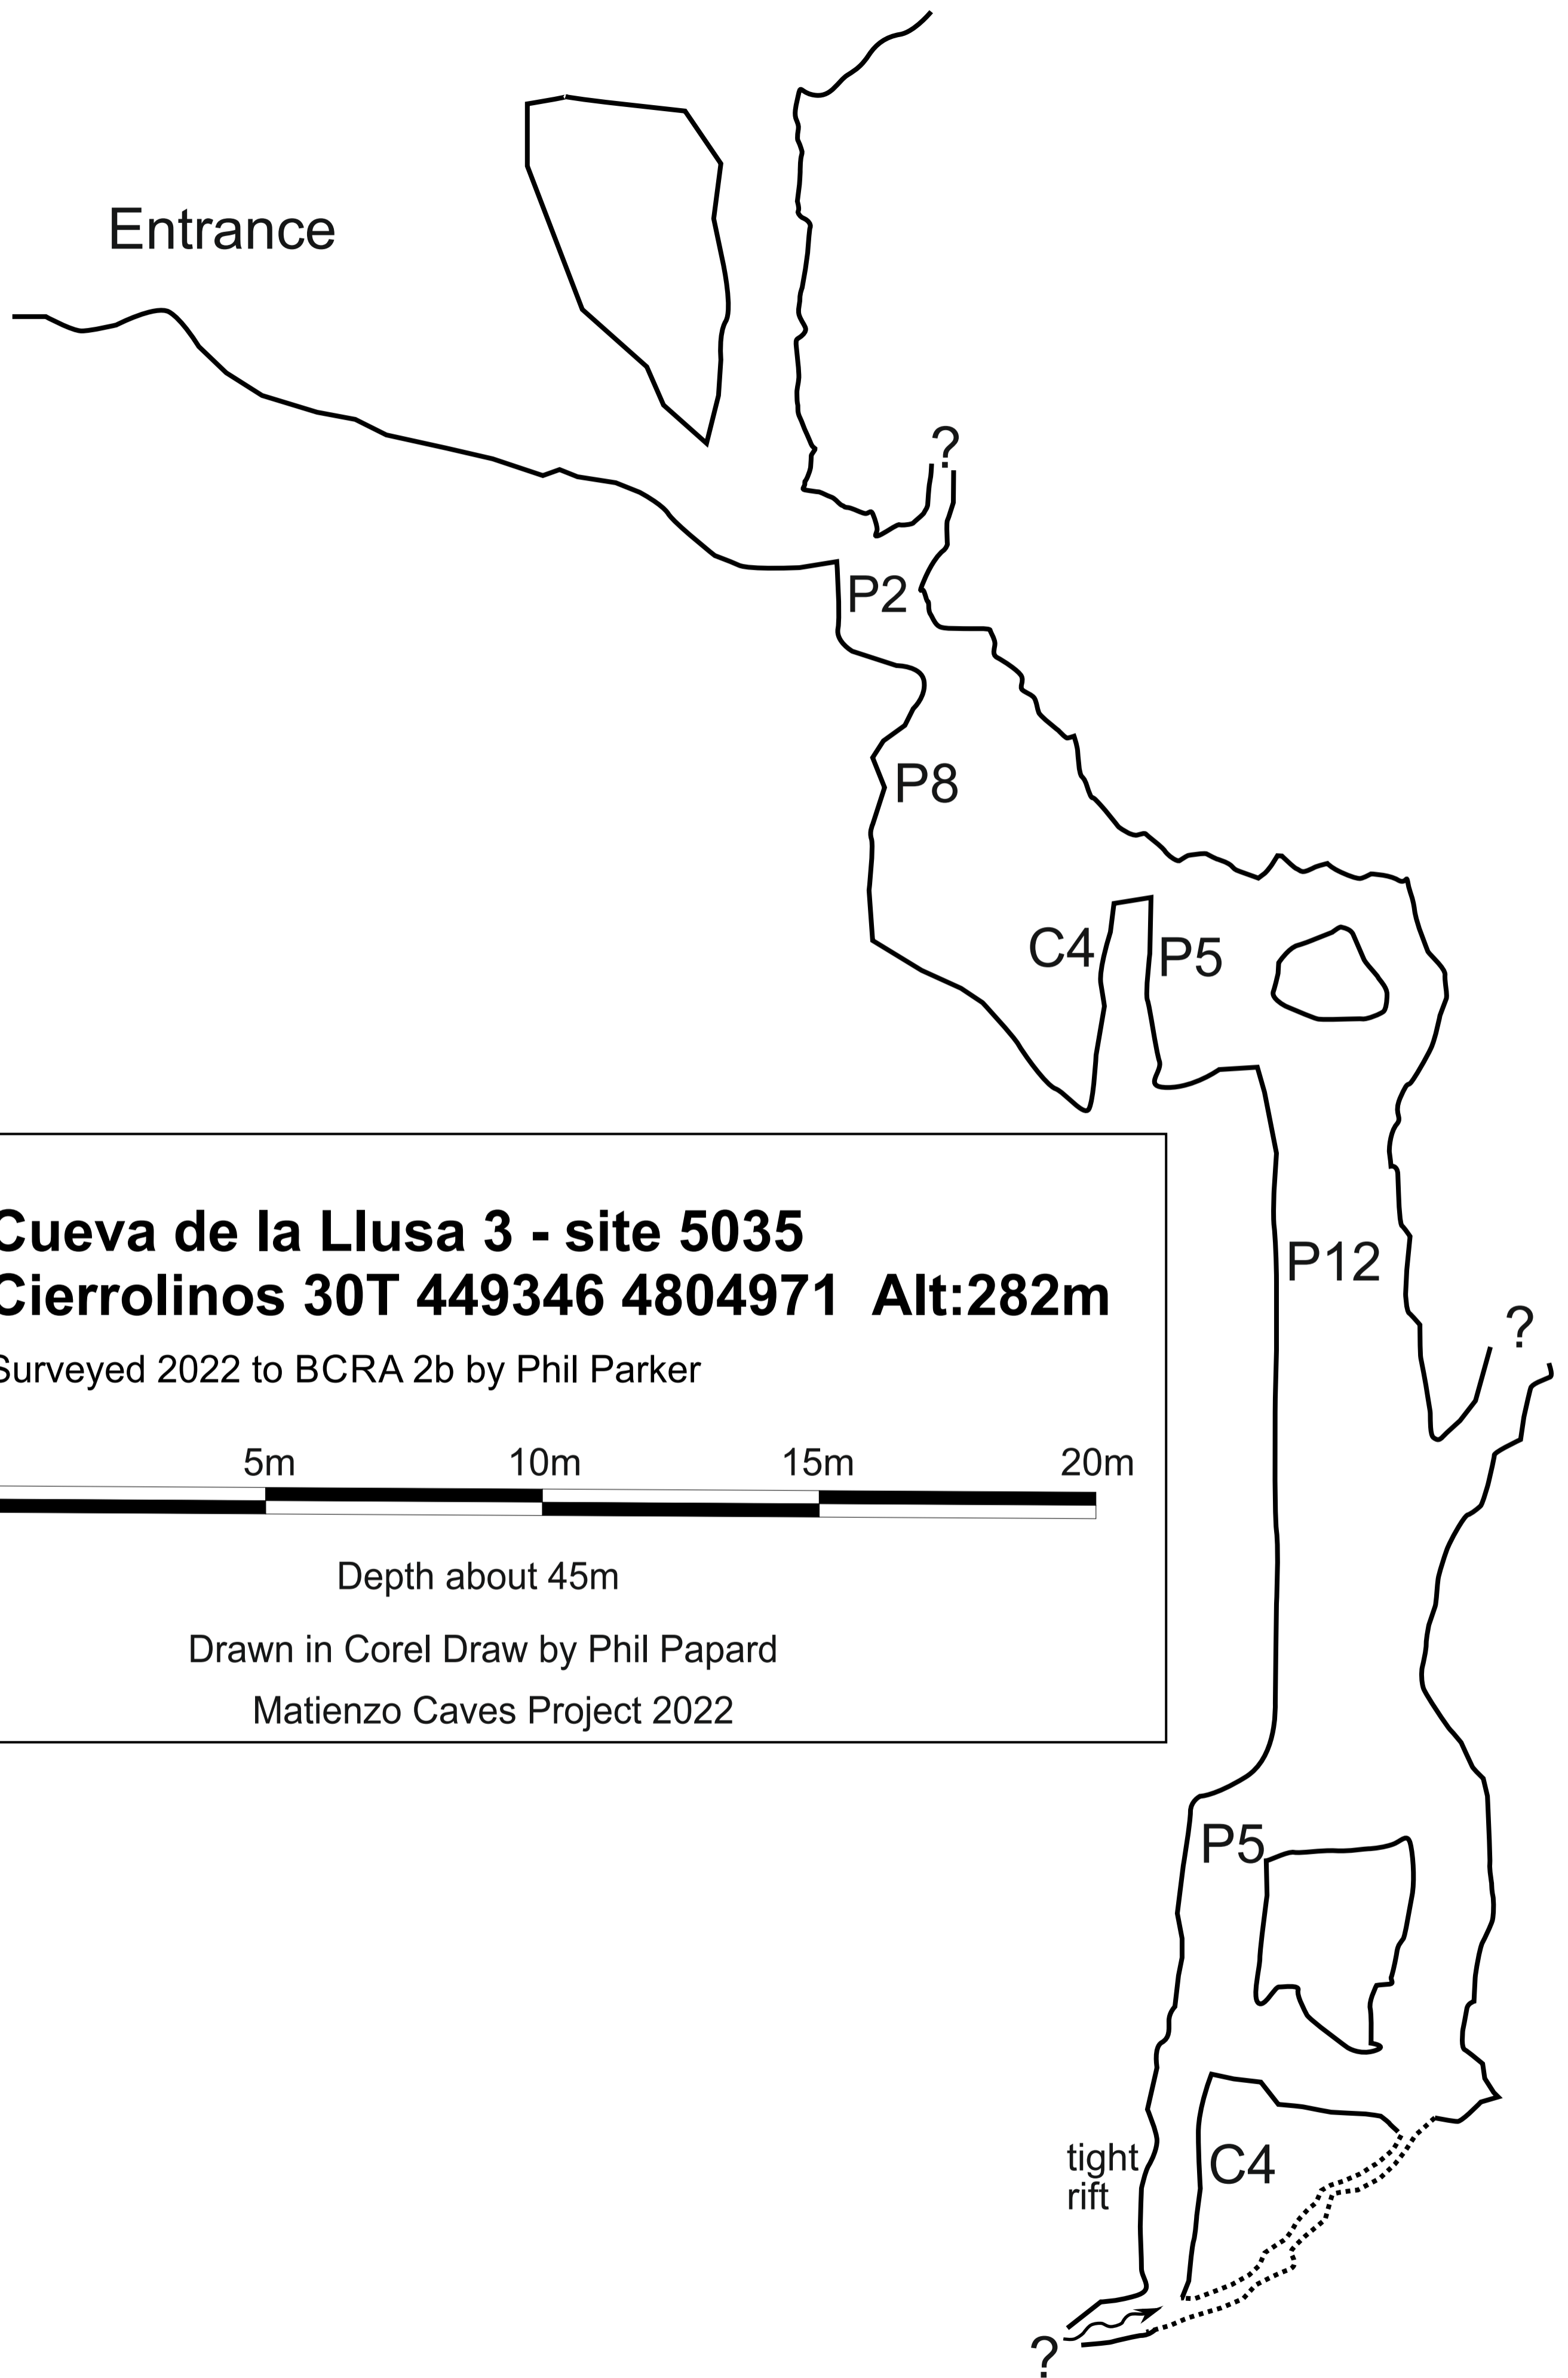 Entrance
?
P2
P8
C4
P5
Cueva de la Llusa 3 - site 5035
Cierrolinos 30T 449346 4804971 Alt:282m
Surveyed 2022 to BCRA 2b by Phil Parker
P12
?
5m 10m 15m 20m
Depth about 45m
Drawn in Corel Draw by Phil Papard
Matienzo Caves Project 2022
P5
C4
tight
rift
?